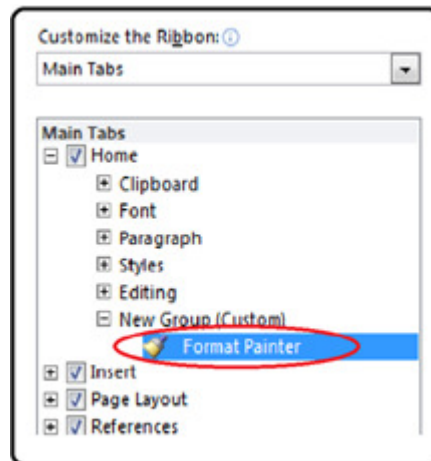 Customize the Ribbon:
Main Tabs
Main Tabs
Home
Clipboard
Font
Paragraph
Styles
Editing
New Group (Custom)
Format Painter
Insert
Page Layout
References